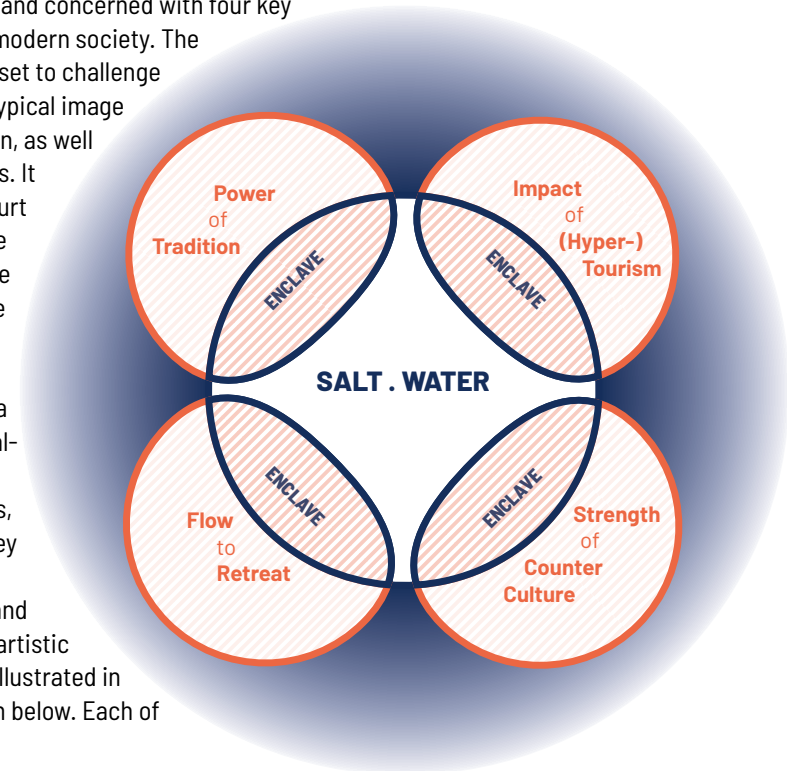 and concerned with four key
modern society. The
set to challenge
ypical image
n, as well
s. It
urt
e
e
e
a
al-
s,
ey
and
artistic
llustrated in
n below. Each of
Power
of
Tradition
ENCLAVE
Impact
of
(Hyper-)
Tourism
ENCLAVE
SALT . WATER
Flow
to
Retreat
ENCLAVE
Strength
of
Counter
Culture
ENCLAVE